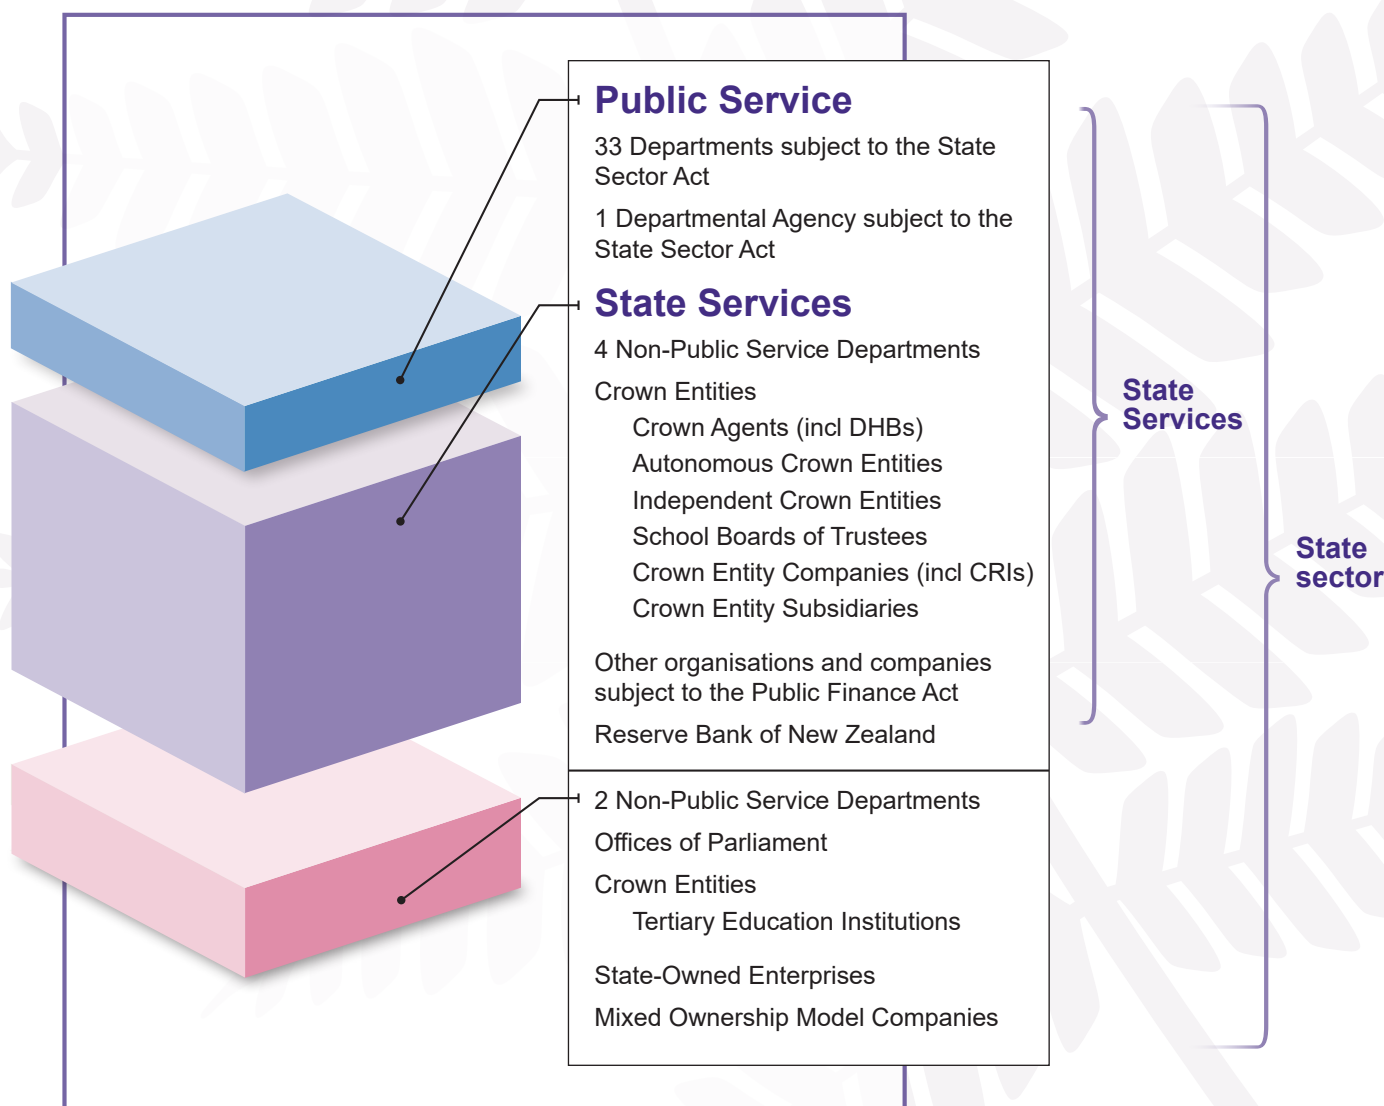 Public Service
33 Departments subject to the State
Sector Act
1 Departmental Agency subject to the
State Sector Act
State Services
4 Non-Public Service Departments
Crown Entities
Crown Agents (incl DHBs)
Autonomous Crown Entities
Independent Crown Entities
School Boards of Trustees
Crown Entity Companies (incl CRIs)
Crown Entity Subsidiaries
Other organisations and companies
subject to the Public Finance Act
Reserve Bank of New Zealand
2 Non-Public Service Departments
Offices of Parliament
Crown Entities
Tertiary Education Institutions
State-Owned Enterprises
Mixed Ownership Model Companies
State
Services
State
sector